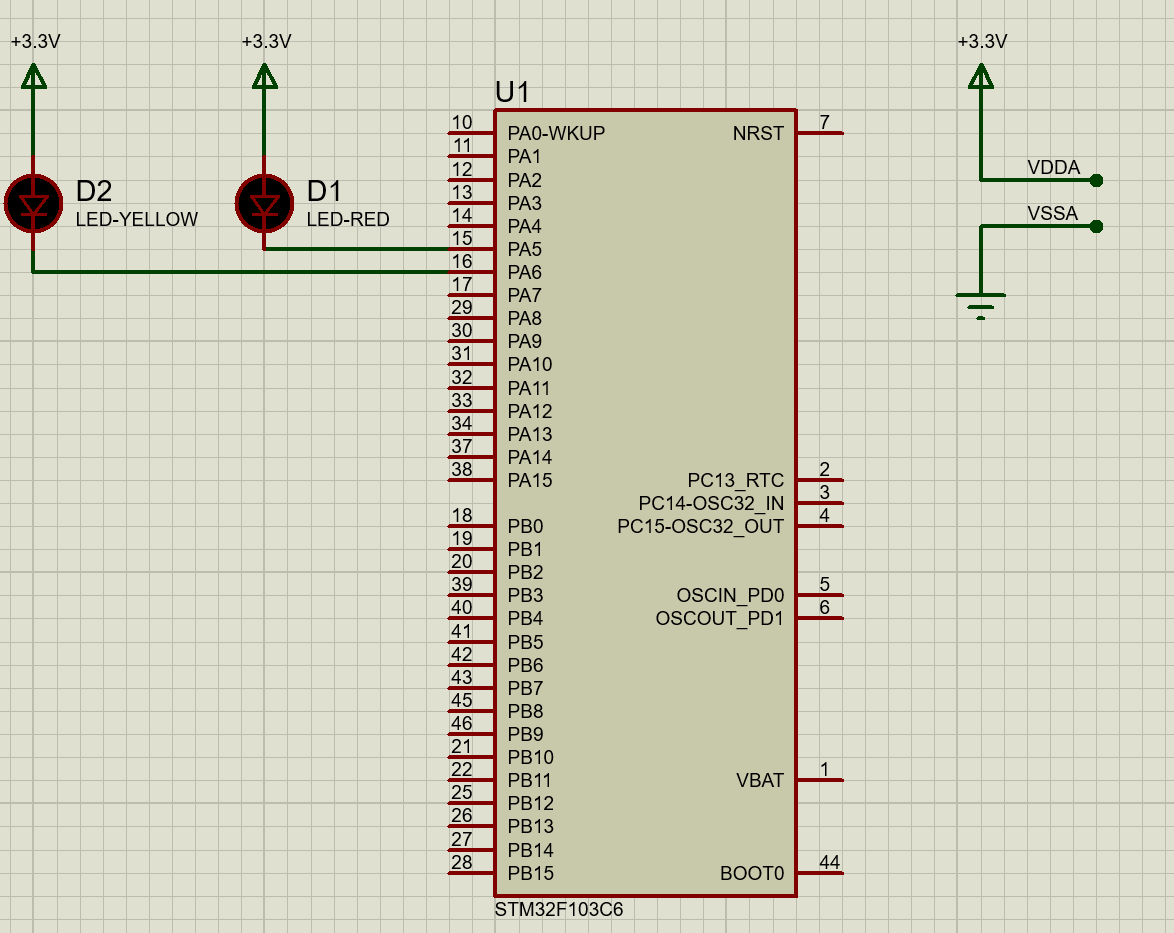 +3.3V
+3.3V
+3.3V
U1
D2
LED-YELLOW
D1
LED-RED
10 PA0-WKUP
11 PA1
12 PA2
13 PA3
14 PA4
15 PA5
16 PA6
17 PA7
29 PA8
30 PA9
31 PA10
32 PA11
33 PA12
34 PA13
37 PA14
38 PA15
18 PB0
19 PB1
20 PB2
39 PB3
40 PB4
41 PB5
42 PB6
43 PB7
45 PB8
46 PB9
21 PB10
22 PB11
25 PB12
26 PB13
27 PB14
28 PB15
NRST 7
PC13_RTC 2
PC14-OSC32_IN 3
PC15-OSC32_OUT 4
OSCIN_PD0 5
OSCOUT_PD1 6
VBAT 1
BOOT0 44
STM32F103C6
VDDA
VSSA